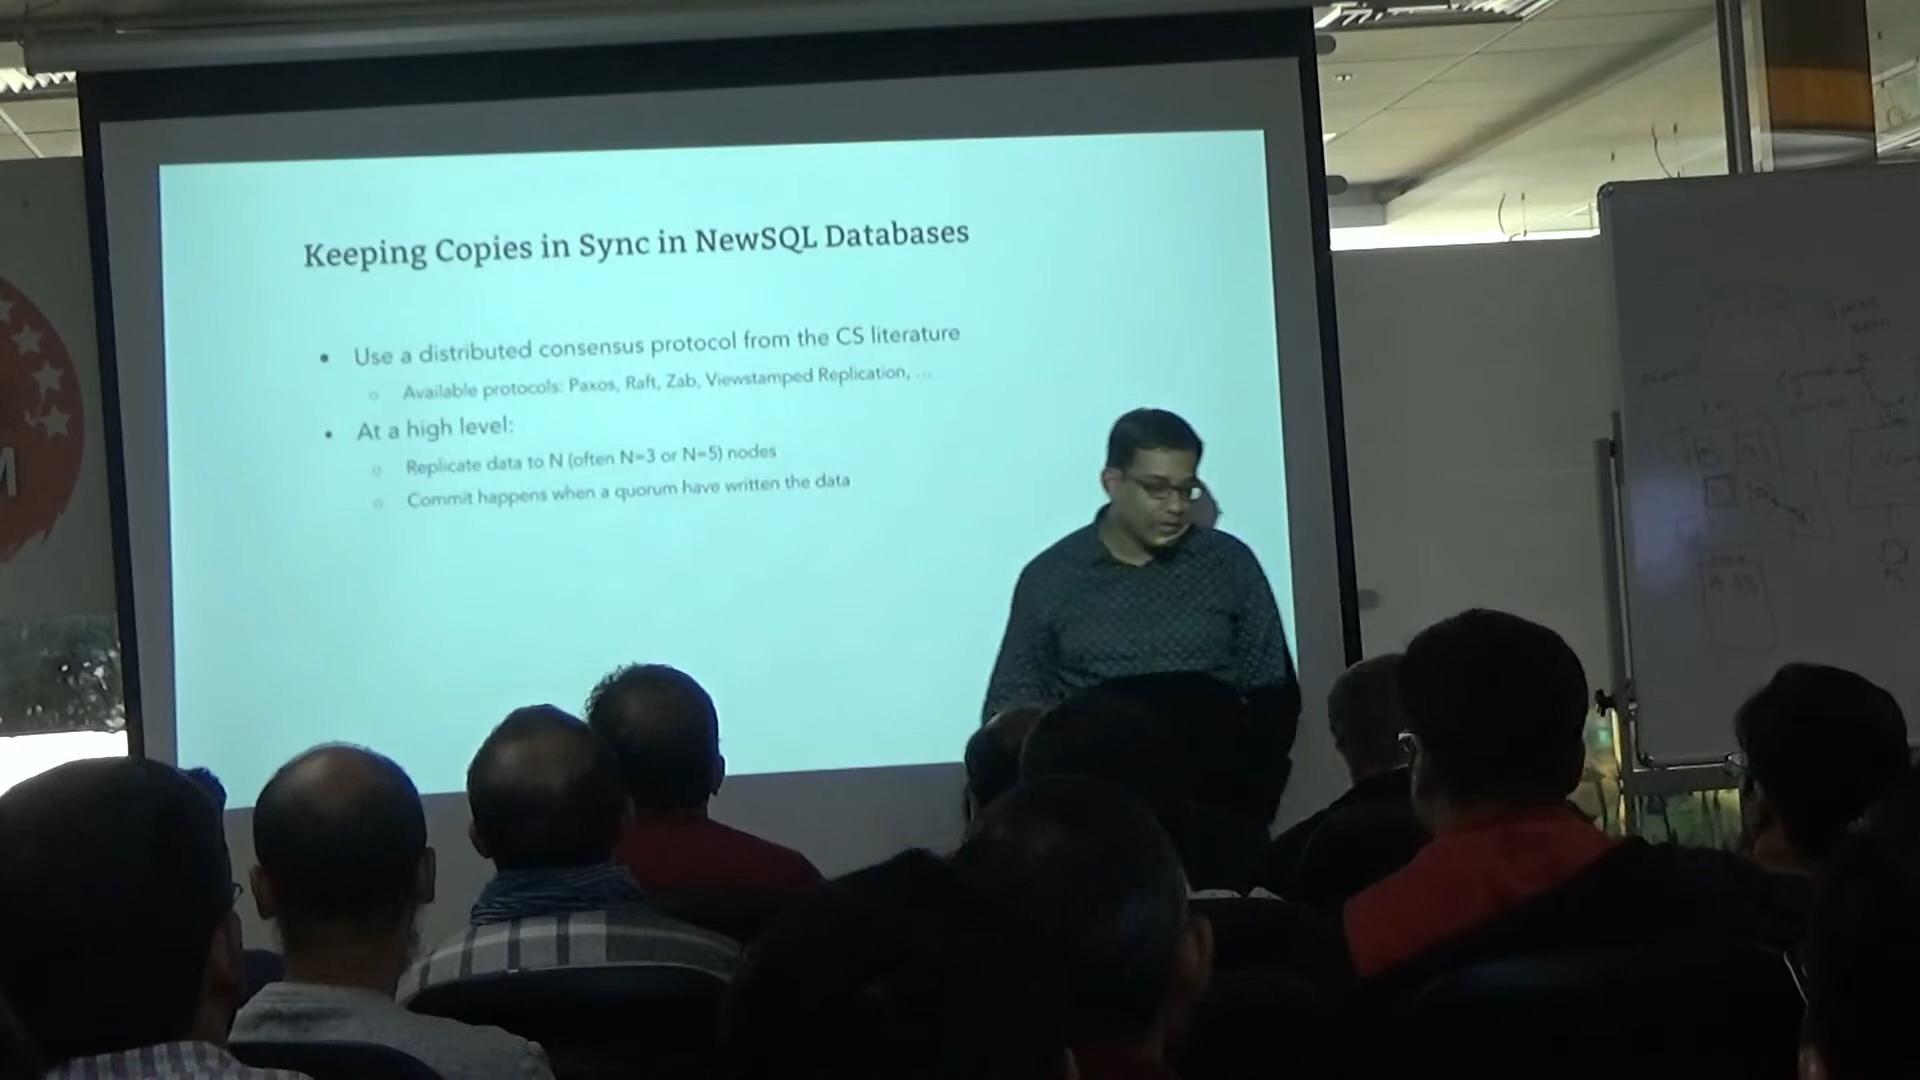 Keeping Copies in Sync in NewSQL Databases
• Use a distributed consensus protocol from the CS literature
○ Available protocols: Paxos, Raft, Zab, Viewstamped Replication, ...
• At a high level:
○ Replicate data to N (often N=3 or N=5) nodes
○ Commit happens when a quorum have written the data
M